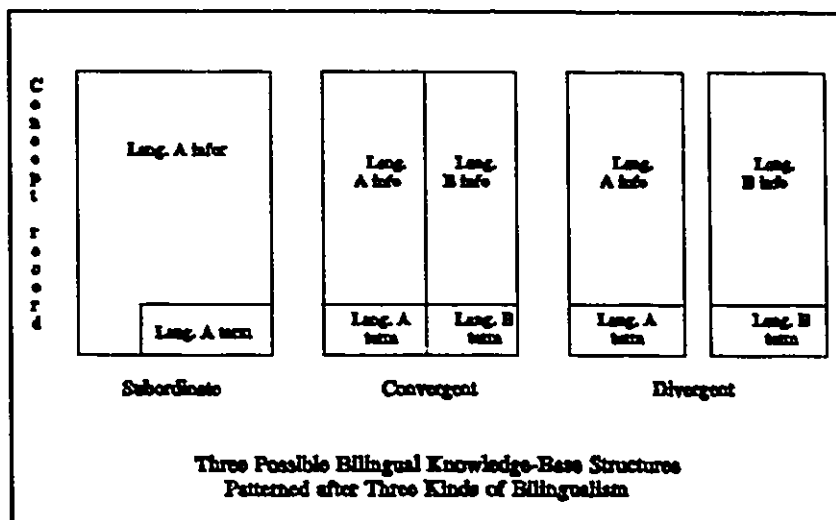 Concept record
Lang. A infor
Lang. A term
Subordinate
Lang.
A info
Lang.
B info
Lang. A
term
Lang. B
term
Convergent
Lang.
A info
Lang.
B info
Lang. A
term
Lang. B
term
Divergent
Three Possible Bilingual Knowledge-Base Structures
Patterned after Three Kinds of Bilingualism